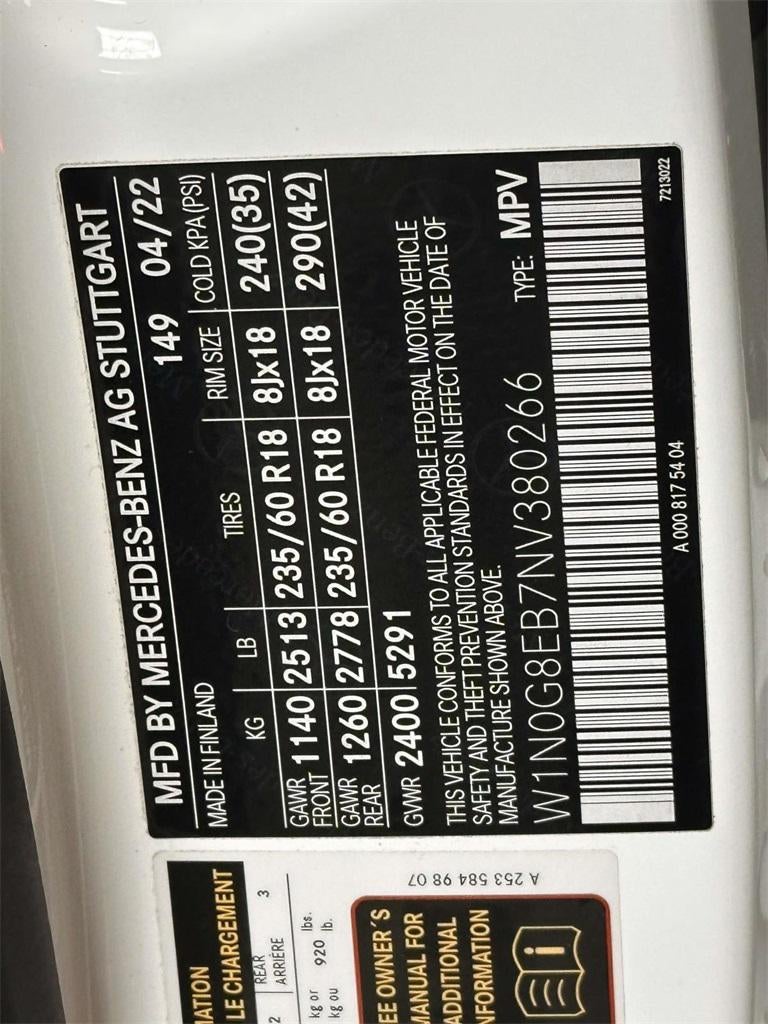 MFD BY MERCEDES-BENZ AG STUTTGART
MADE IN FINLAND 149 04/22
KG LB TIRES RIM SIZE COLD KPA (PSI)
GAWR FRONT 1140 2513 235/60 R18 8Jx18 240(35)
GAWR REAR 1260 2778 235/60 R18 8Jx18 290(42)
GVWR 2400 5291
THIS VEHICLE CONFORMS TO ALL APPLICABLE FEDERAL MOTOR VEHICLE
SAFETY AND THEFT PREVENTION STANDARDS IN EFFECT ON THE DATE OF
MANUFACTURE SHOWN ABOVE.
W1N0G8EB7NV380266 TYPE: MPV
A 000 817 54 04 7213022
LE CHARGEMENT
2 REAR ARRIÈRE 3
kg or lbs.
kg ou 920 lb.
A 253 584 98 07
MANUAL FOR
ADDITIONAL